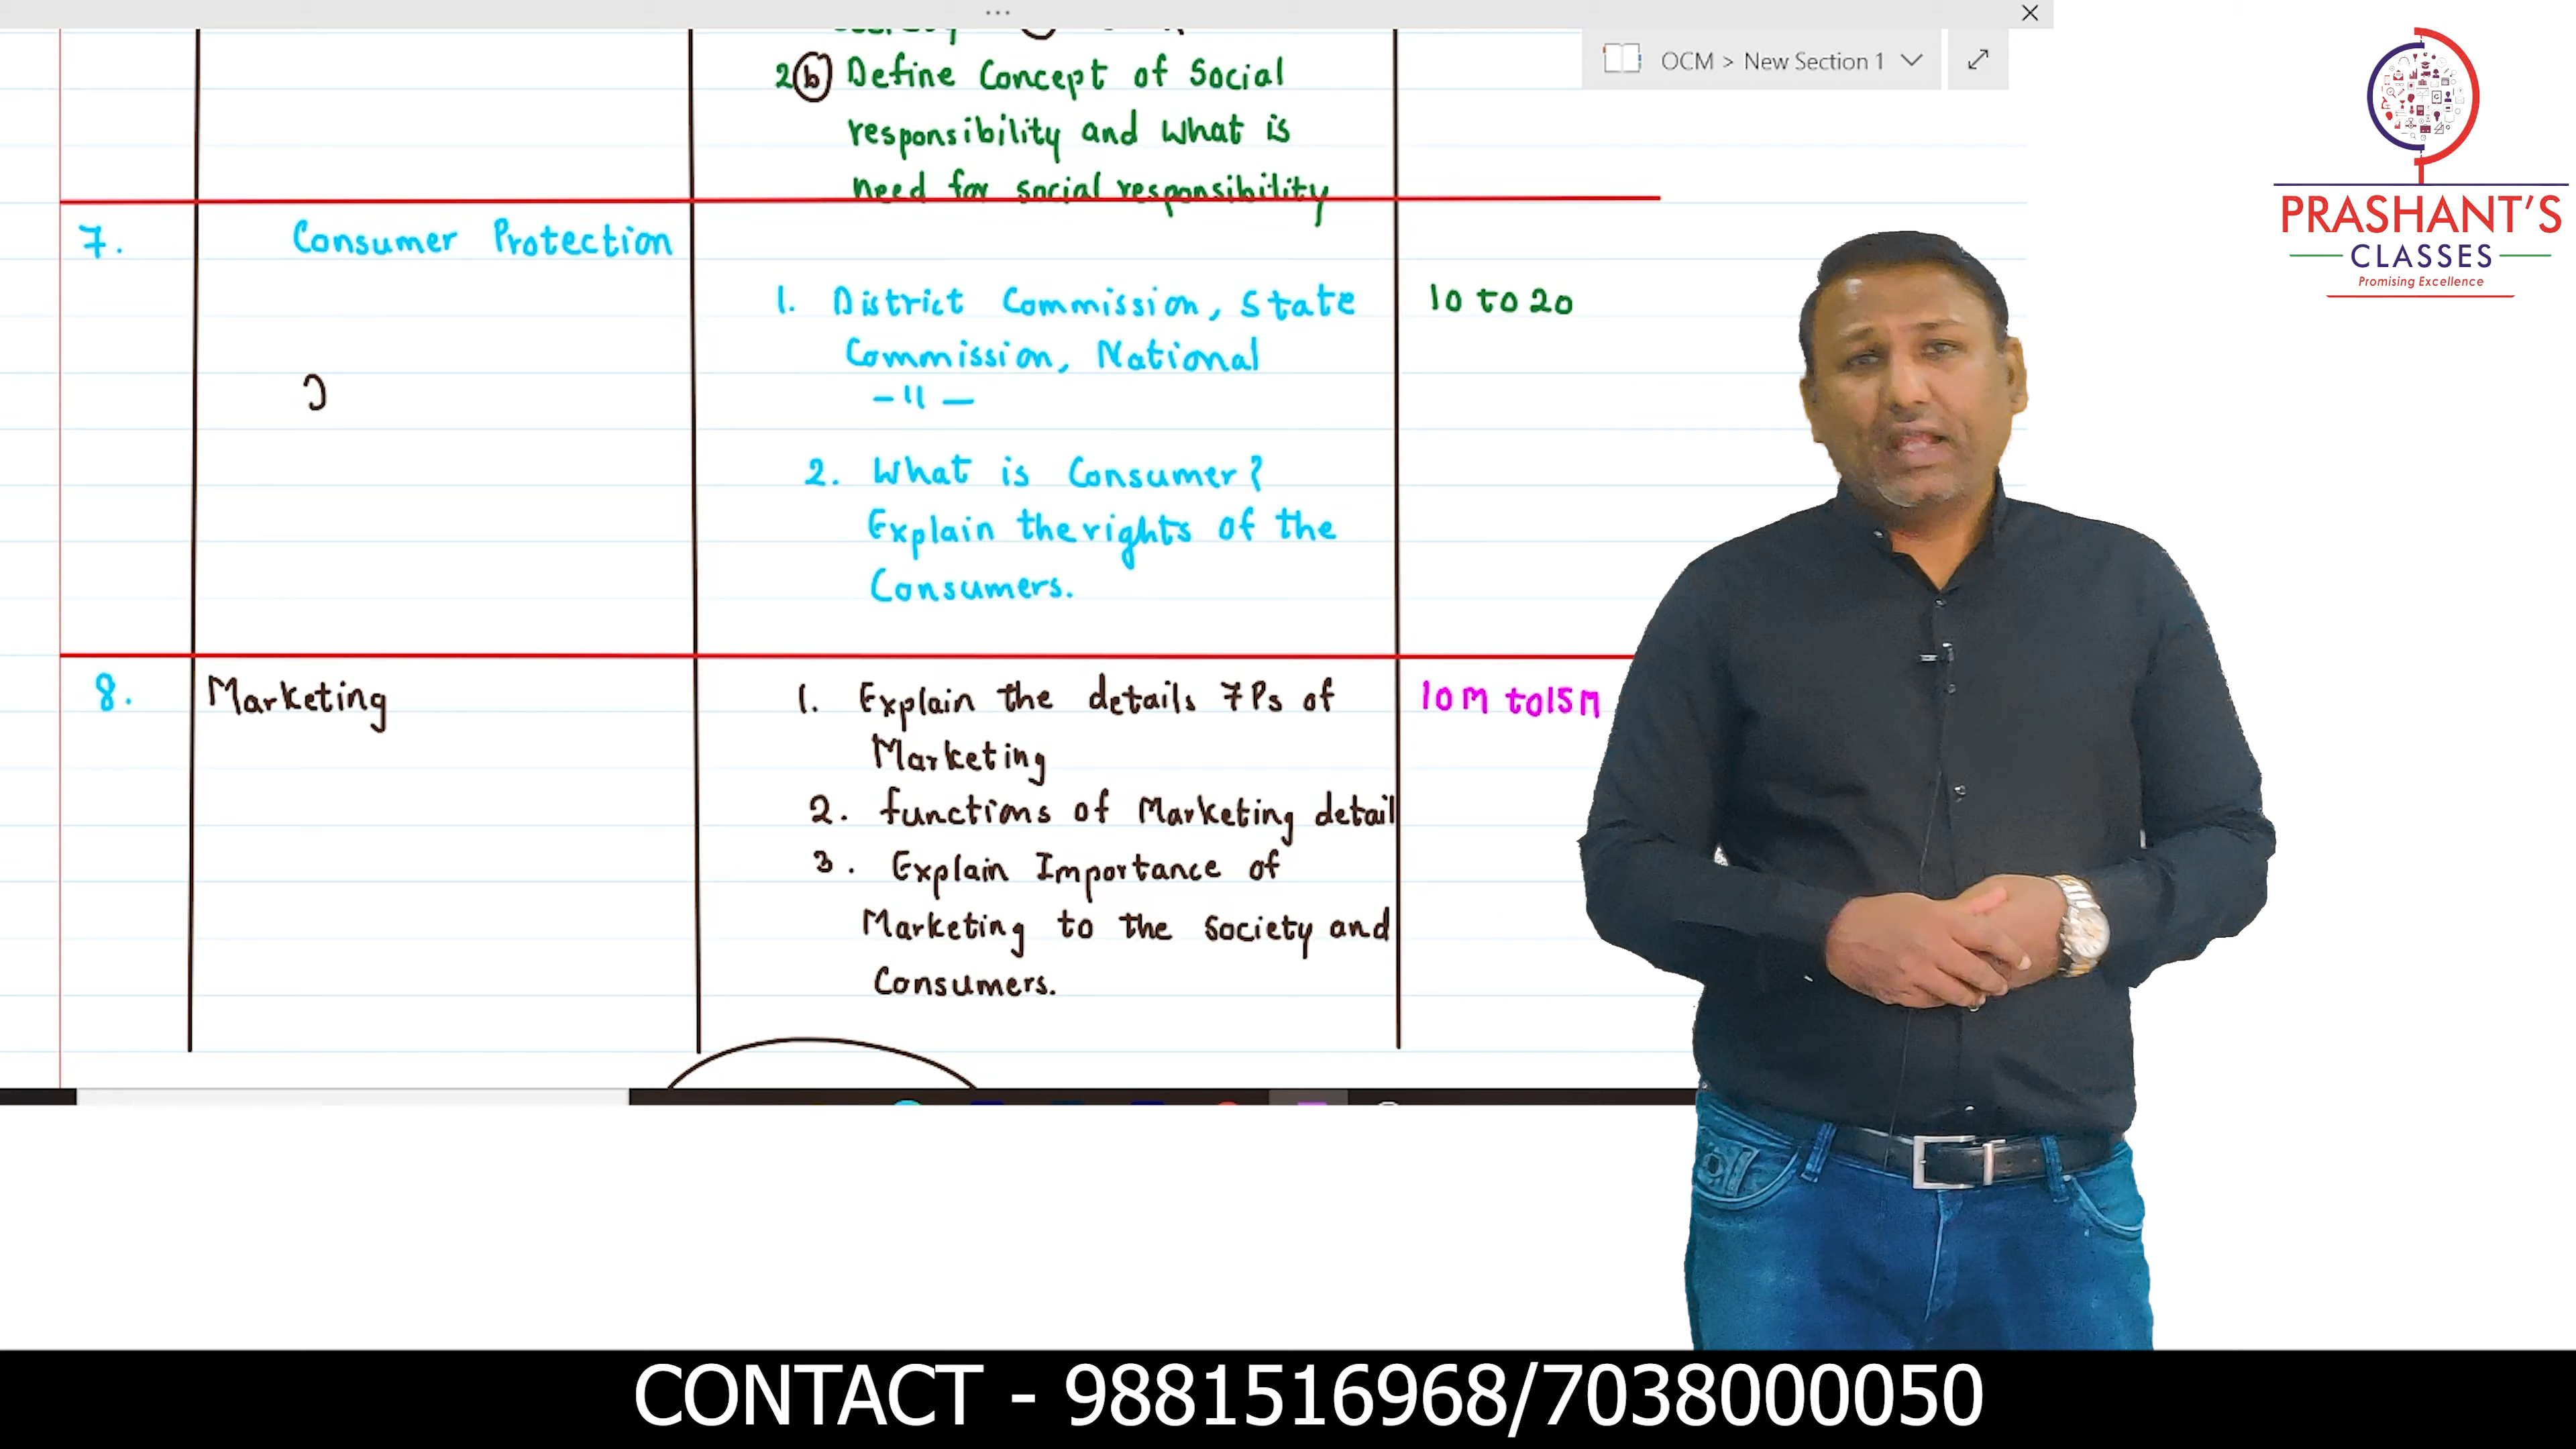 OCM > New Section 1
2 b Define Concept of Social
responsibility and what is
need for social responsibility
7.
Consumer Protection
1. District Commission, State
Commission, National
-"-
10 to 20
2. What is Consumer?
Explain the rights of the
Consumers.
8.
Marketing
1. Explain the details 7Ps of
Marketing
10M to 15M
2. functions of Marketing detail
3. Explain Importance of
Marketing to the society and
Consumers.
PRASHANT'S
CLASSES
Promising Excellence
CONTACT - 9881516968/7038000050